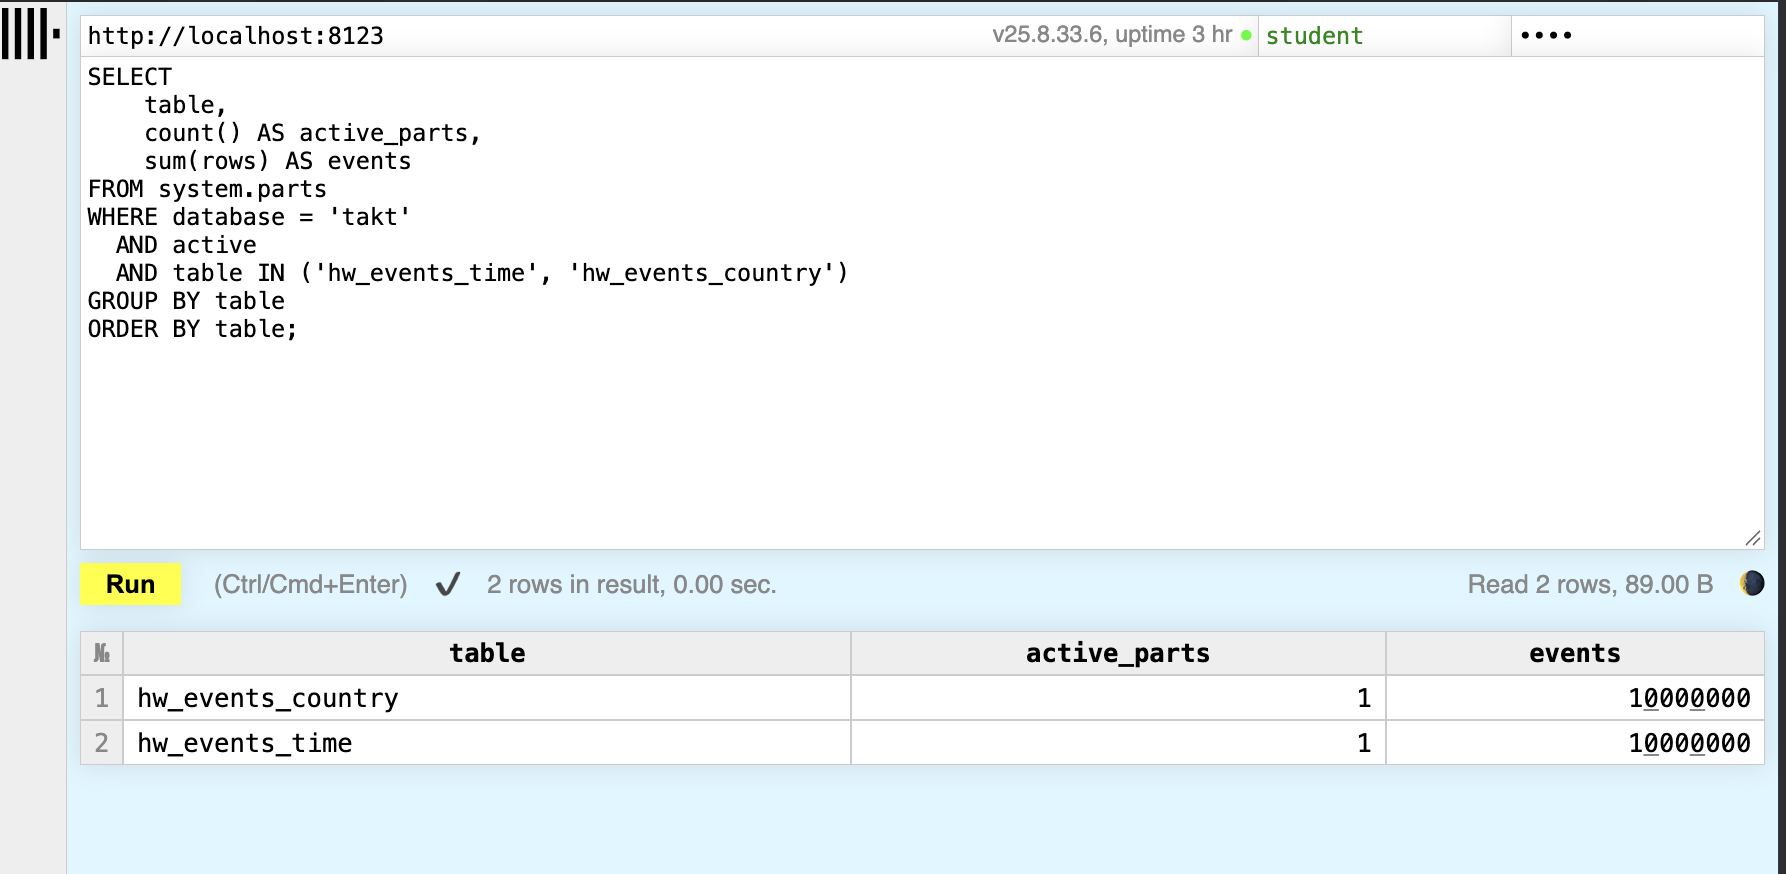 http://localhost:8123 v25.8.33.6, uptime 3 hr student ••••
SELECT
    table,
    count() AS active_parts,
    sum(rows) AS events
FROM system.parts
WHERE database = 'takt'
  AND active
  AND table IN ('hw_events_time', 'hw_events_country')
GROUP BY table
ORDER BY table;
Run (Ctrl/Cmd+Enter) ✔ 2 rows in result, 0.00 sec. Read 2 rows, 89.00 B
№ table active_parts events
1 hw_events_country 1 10000000
2 hw_events_time 1 10000000